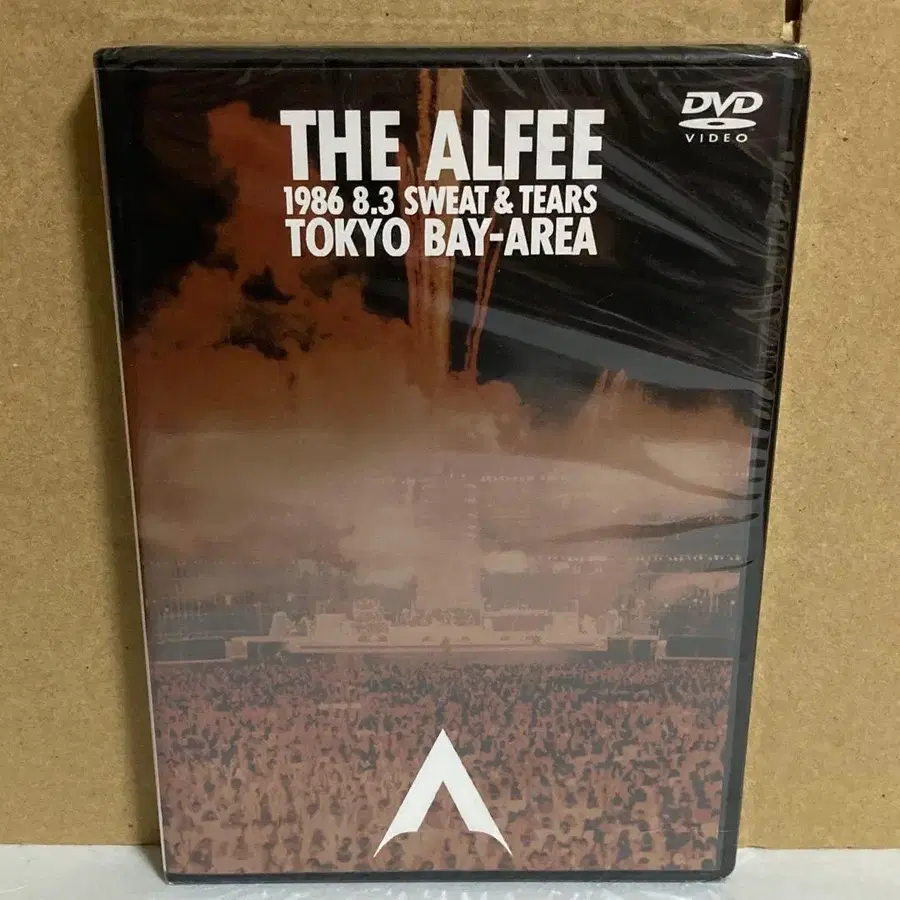 THE ALFEE
1986 8.3 SWEAT & TEARS
TOKYO BAY-AREA
DVD
VIDEO